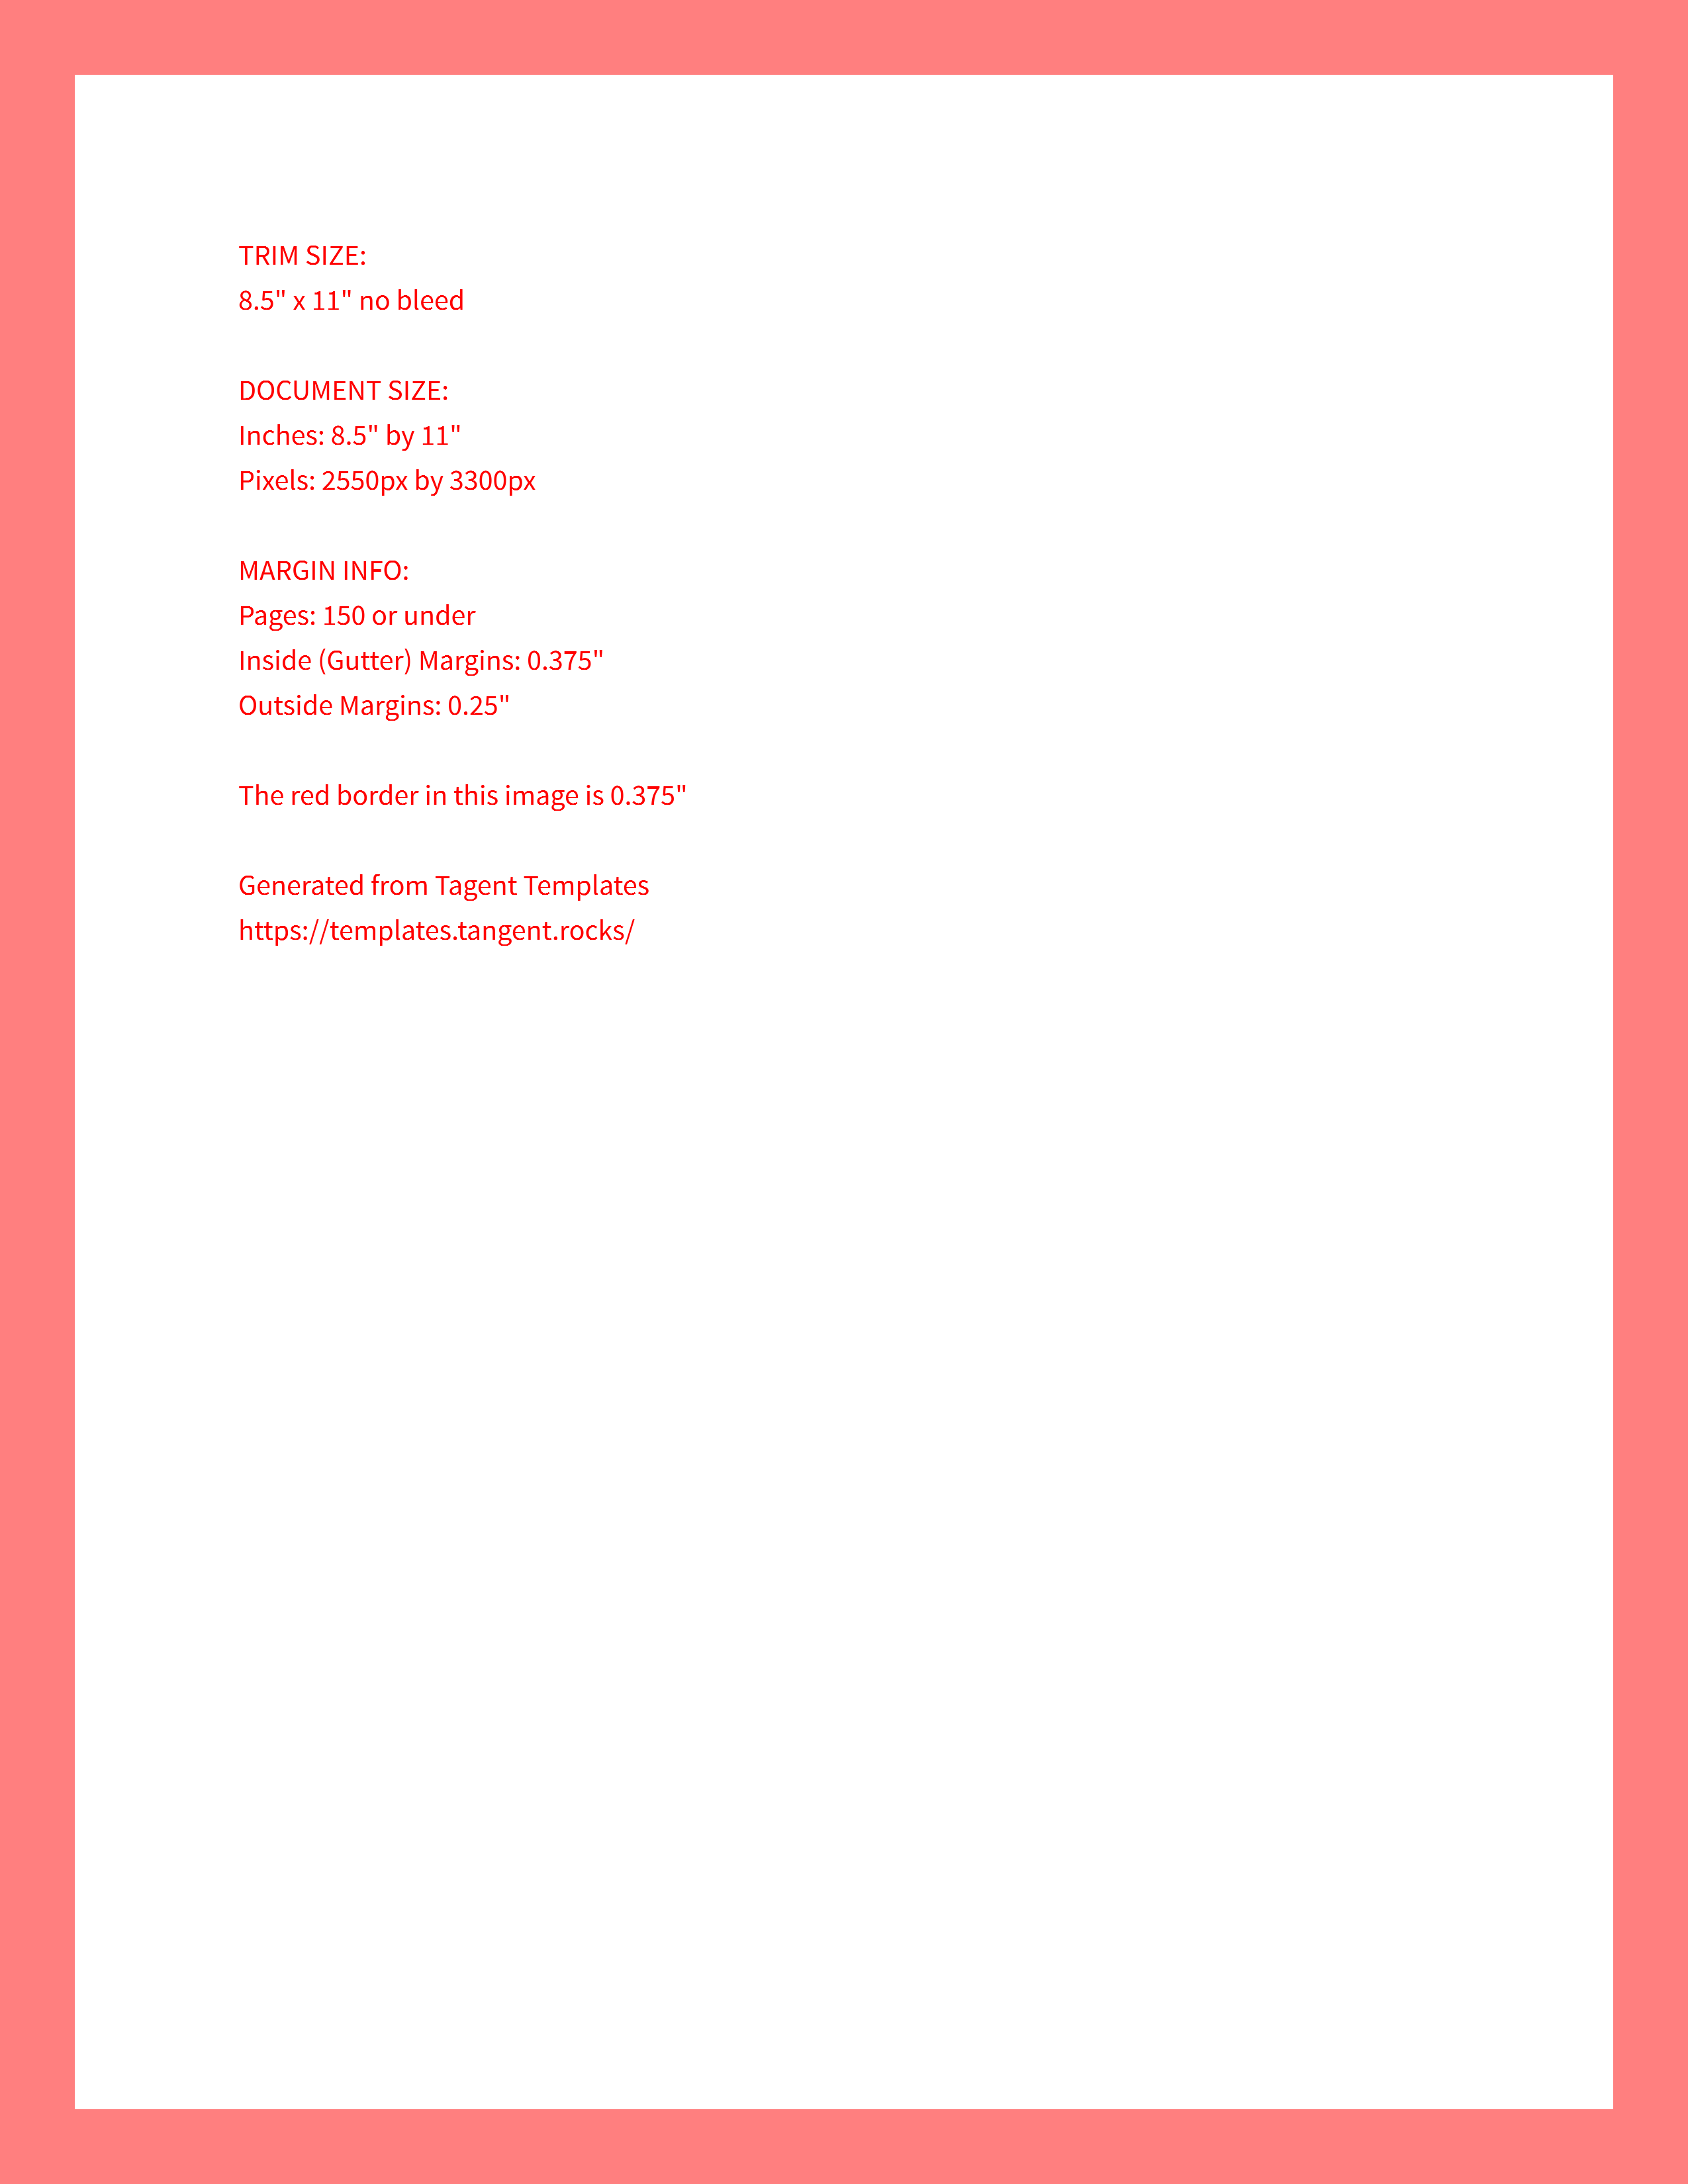 TRIM SIZE:
8.5" x 11" no bleed
DOCUMENT SIZE:
Inches: 8.5" by 11"
Pixels: 2550px by 3300px
MARGIN INFO:
Pages: 150 or under
Inside (Gutter) Margins: 0.375"
Outside Margins: 0.25"
The red border in this image is 0.375"
Generated from Tagent Templates
https://templates.tangent.rocks/